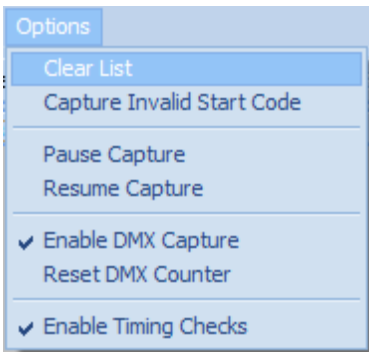 Options
Clear List
Capture Invalid Start Code
Pause Capture
Resume Capture
Enable DMX Capture
Reset DMX Counter
Enable Timing Checks